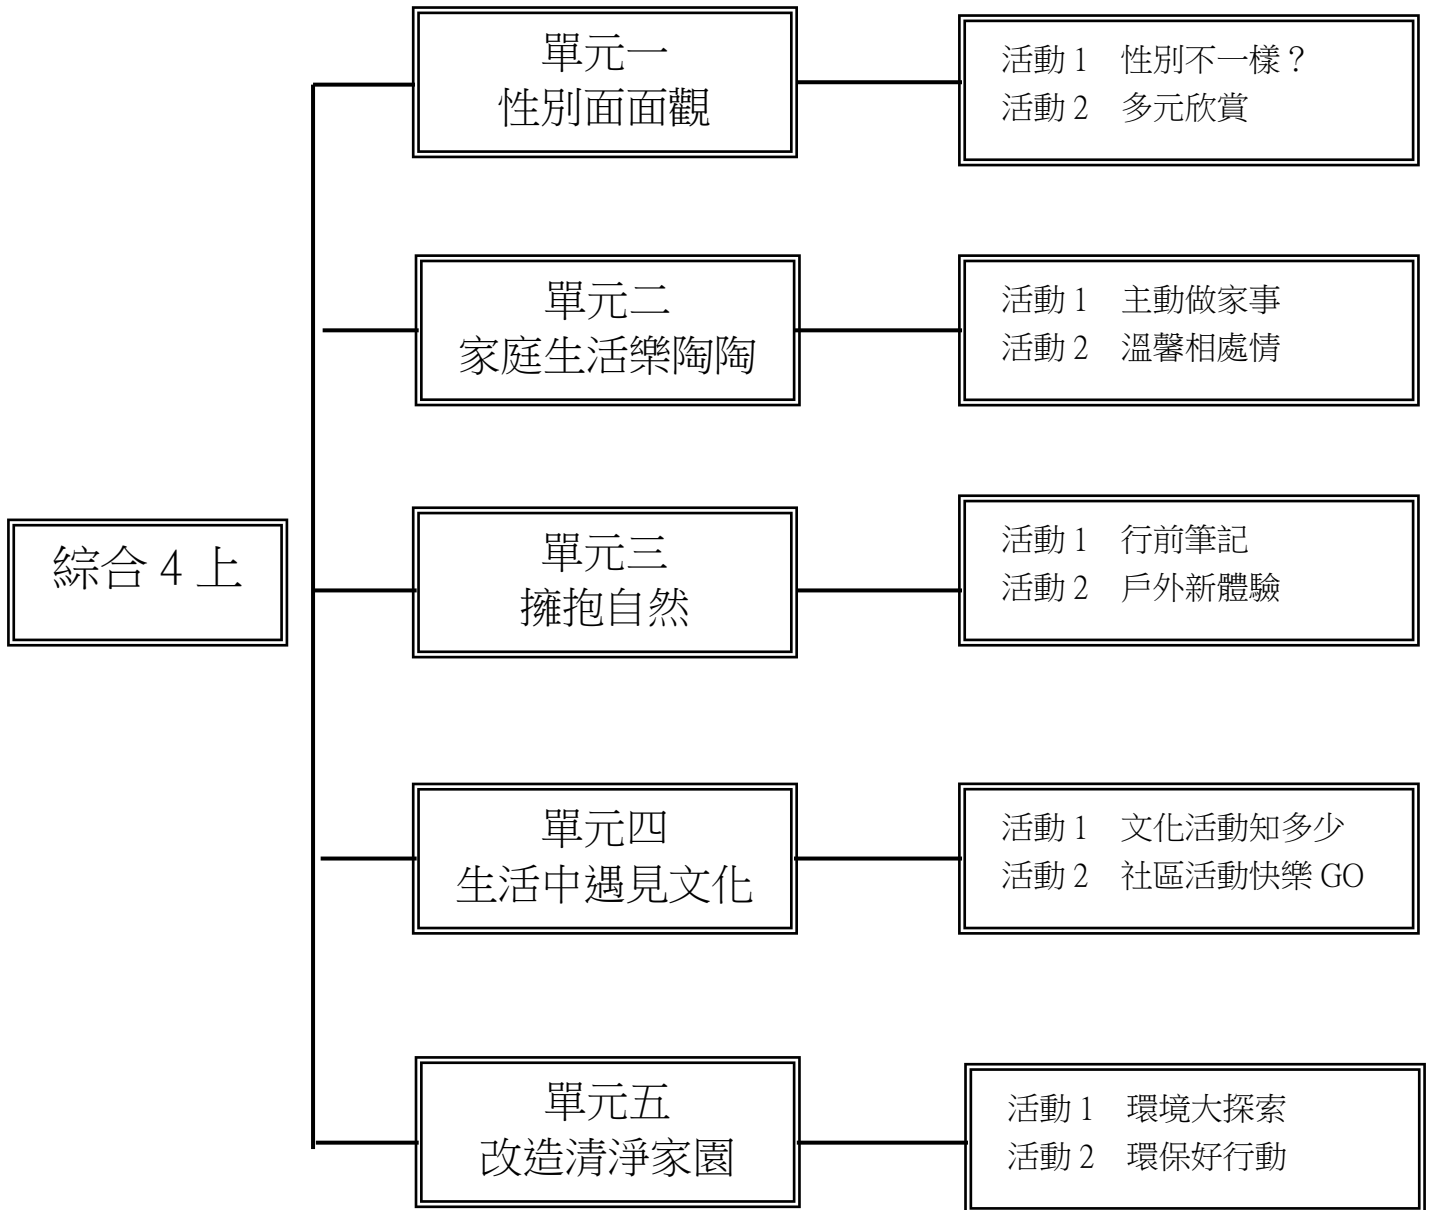 綜合 4 上
單元一
性別面面觀
活動 1　性別不一樣？
活動 2　多元欣賞
單元二
家庭生活樂陶陶
活動 1　主動做家事
活動 2　溫馨相處情
單元三
擁抱自然
活動 1　行前筆記
活動 2　戶外新體驗
單元四
生活中遇見文化
活動 1　文化活動知多少
活動 2　社區活動快樂 GO
單元五
改造清淨家園
活動 1　環境大探索
活動 2　環保好行動